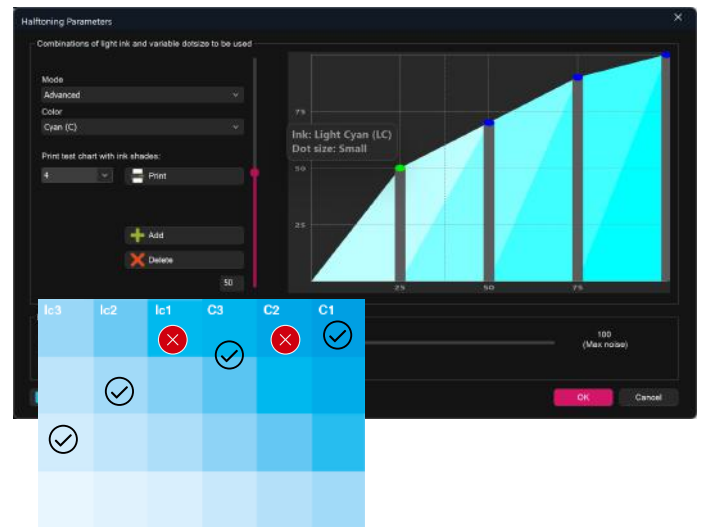 Halftoning Parameters
Combinations of light ink and variable dotsize to be used
Mode
Advanced
Color
Cyan (C)
Print test chart with ink shades:
4
Print
Add
Delete
50
75
50
25
25
50
75
Ink: Light Cyan (LC)
Dot size: Small
lc3 lc2 lc1 C3 C2 C1
100
(Max noise)
OK
Cancel